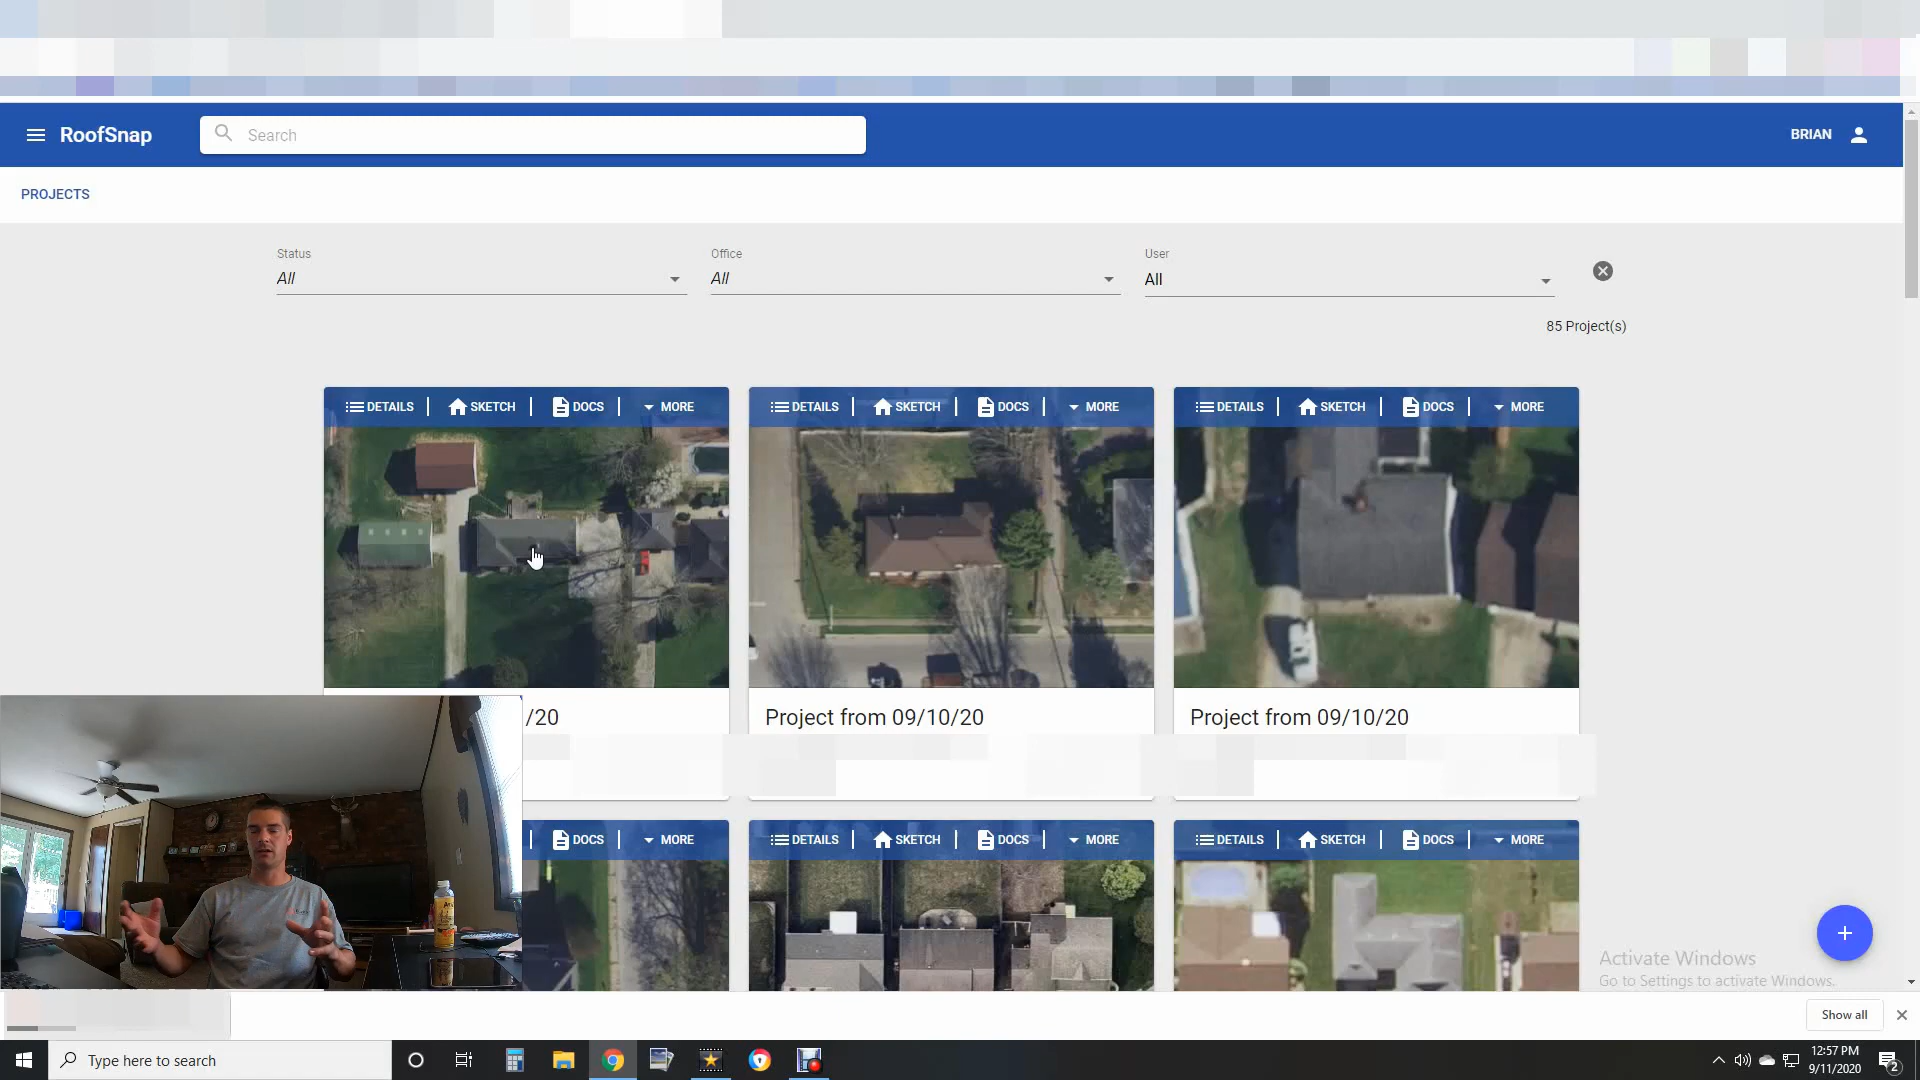 RoofSnap
Search
BRIAN
PROJECTS
Status
All
Office
All
User
All
85 Project(s)
DETAILS
SKETCH
DOCS
MORE
DETAILS
SKETCH
DOCS
MORE
DETAILS
SKETCH
DOCS
MORE
/20
Project from 09/10/20
Project from 09/10/20
DOCS
MORE
DETAILS
SKETCH
DOCS
MORE
DETAILS
SKETCH
DOCS
MORE
Activate Windows
Go to Settings to activate Windows.
Show all
Type here to search
12:57 PM
9/11/2020
2